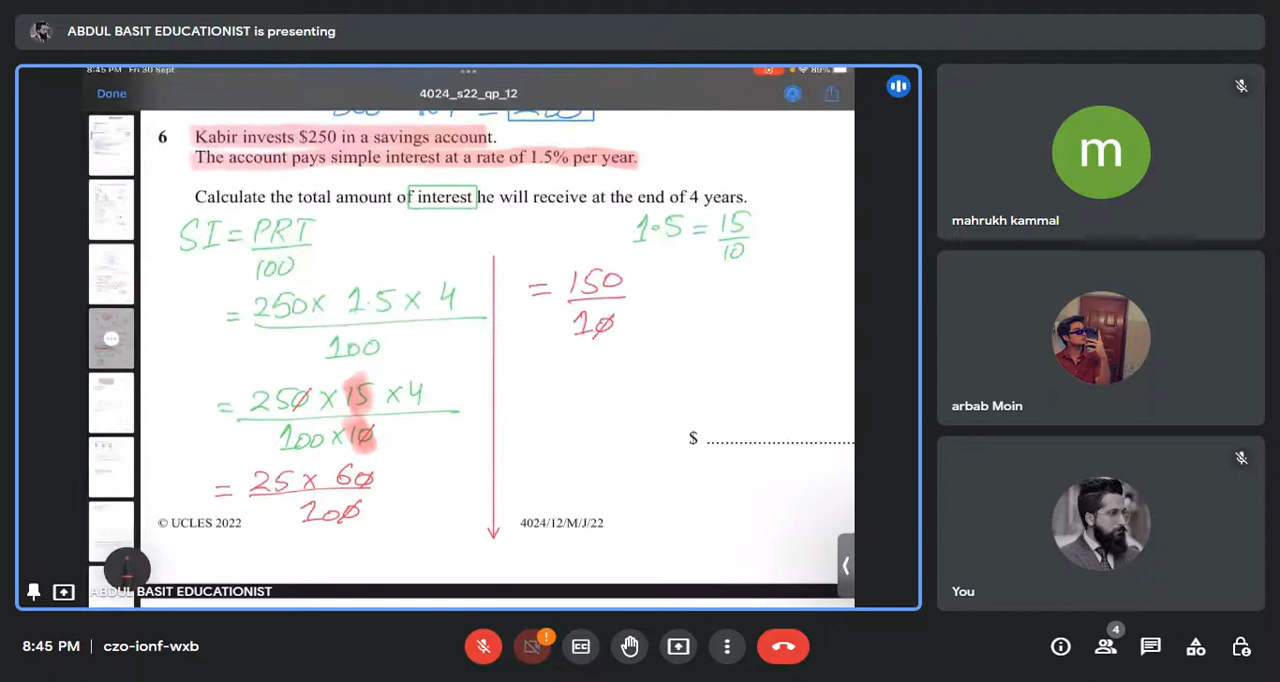 ABDUL BASIT EDUCATIONIST is presenting
8:45 PM Fri 30 Sept
89%
Done
4024_s22_qp_12
6 Kabir invests $250 in a savings account.
The account pays simple interest at a rate of 1.5% per year.
Calculate the total amount of interest he will receive at the end of 4 years.
SI = PRT
100
1.5 = 15
10
= 250 x 1.5 x 4
100
= 150
10
= 250 x 15 x 4
100 x 10
$ ........................................
= 25 x 60
100
© UCLES 2022
4024/12/M/J/22
ABDUL BASIT EDUCATIONIST
m
mahrukh kammal
arbab Moin
You
8:45 PM | czo-ionf-wxb
4